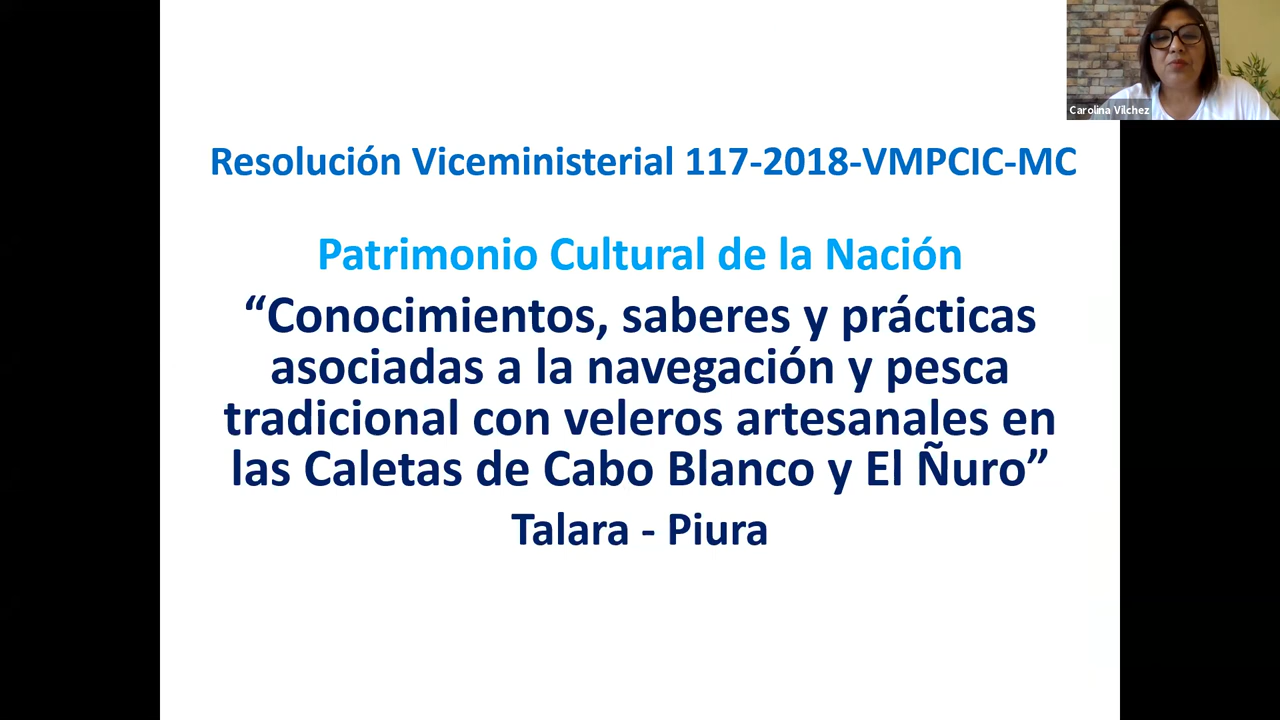 Carolina Vilchez
Resolución Viceministerial 117-2018-VMPCIC-MC
Patrimonio Cultural de la Nación
“Conocimientos, saberes y prácticas
asociadas a la navegación y pesca
tradicional con veleros artesanales en
las Caletas de Cabo Blanco y El Ñuro”
Talara - Piura